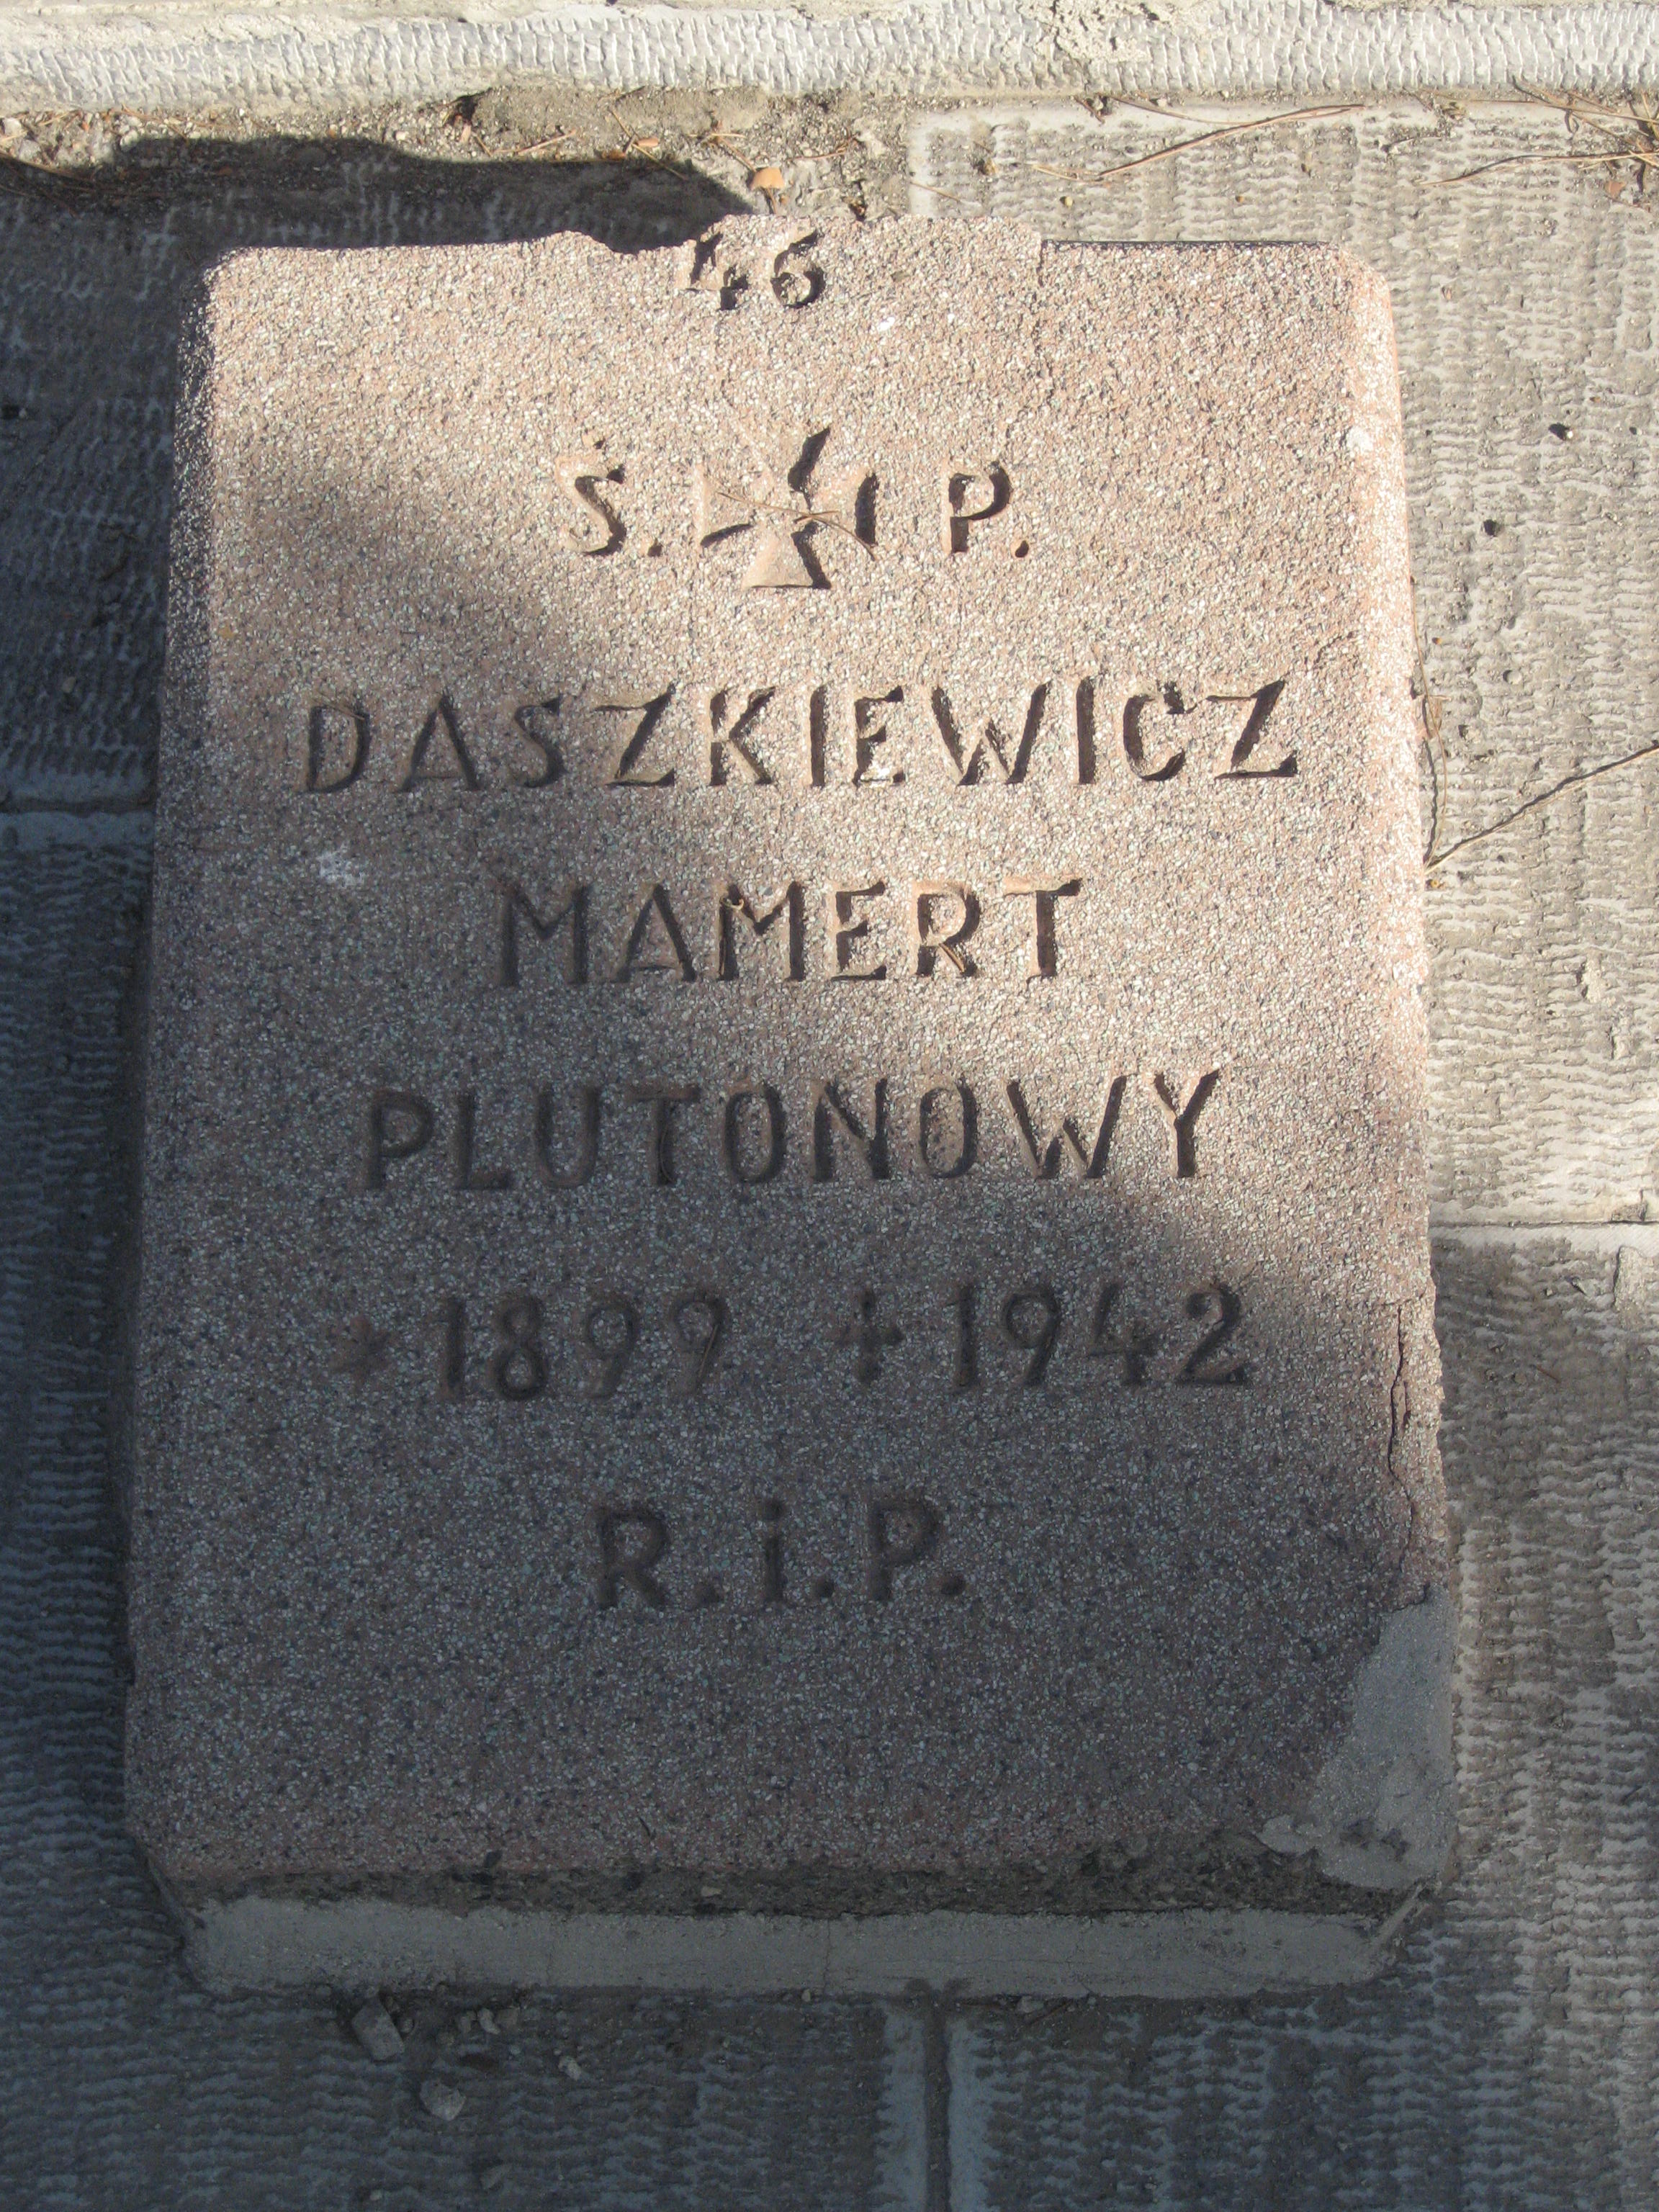 46
Ś. P.
DASZKIEWICZ
MAMERT
PLUTONOWY
* 1899 + 1942
R.i.P.